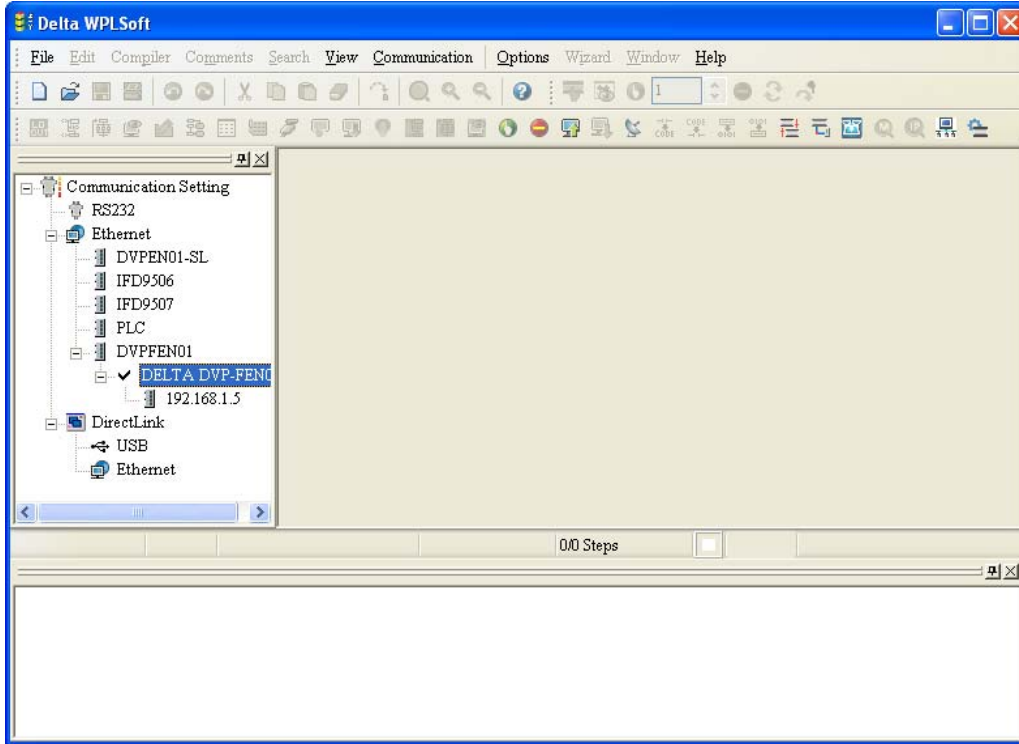 Delta WPLSoft
File Edit Compiler Comments Search View Communication Options Wizard Window Help
1
Communication Setting
RS232
Ethernet
DVPEN01-SL
IFD9506
IFD9507
PLC
DVPFEN01
DELTA DVP-FEN0
192.168.1.5
DirectLink
USB
Ethernet
0/0 Steps